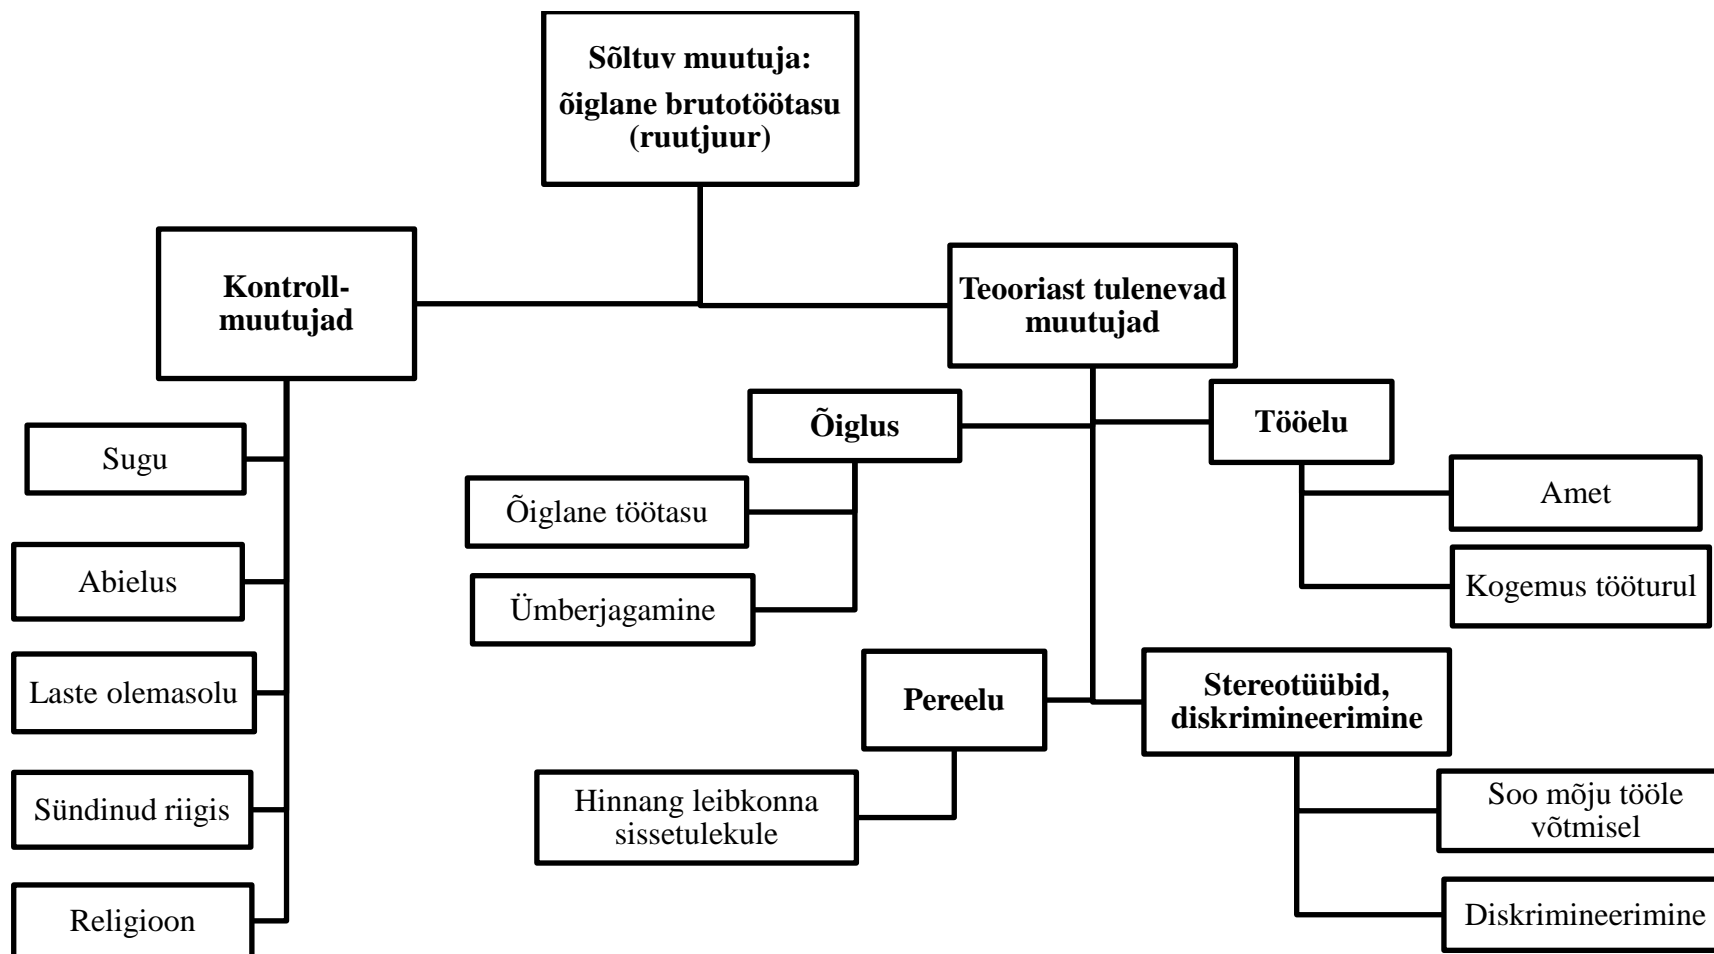 Sõltuv muutuja:
õiglane brutotöötasu
(ruutjuur)
Kontroll-
muutujad
Teooriast tulenevad
muutujad
Sugu
Abielus
Laste olemasolu
Sündinud riigis
Religioon
Õiglus
Õiglane töötasu
Ümberjagamine
Tööelu
Amet
Kogemus tööturul
Pereelu
Hinnang leibkonna
sissetulekule
Stereotüübid,
diskrimineerimine
Soo mõju tööle
võtmisel
Diskrimineerimine